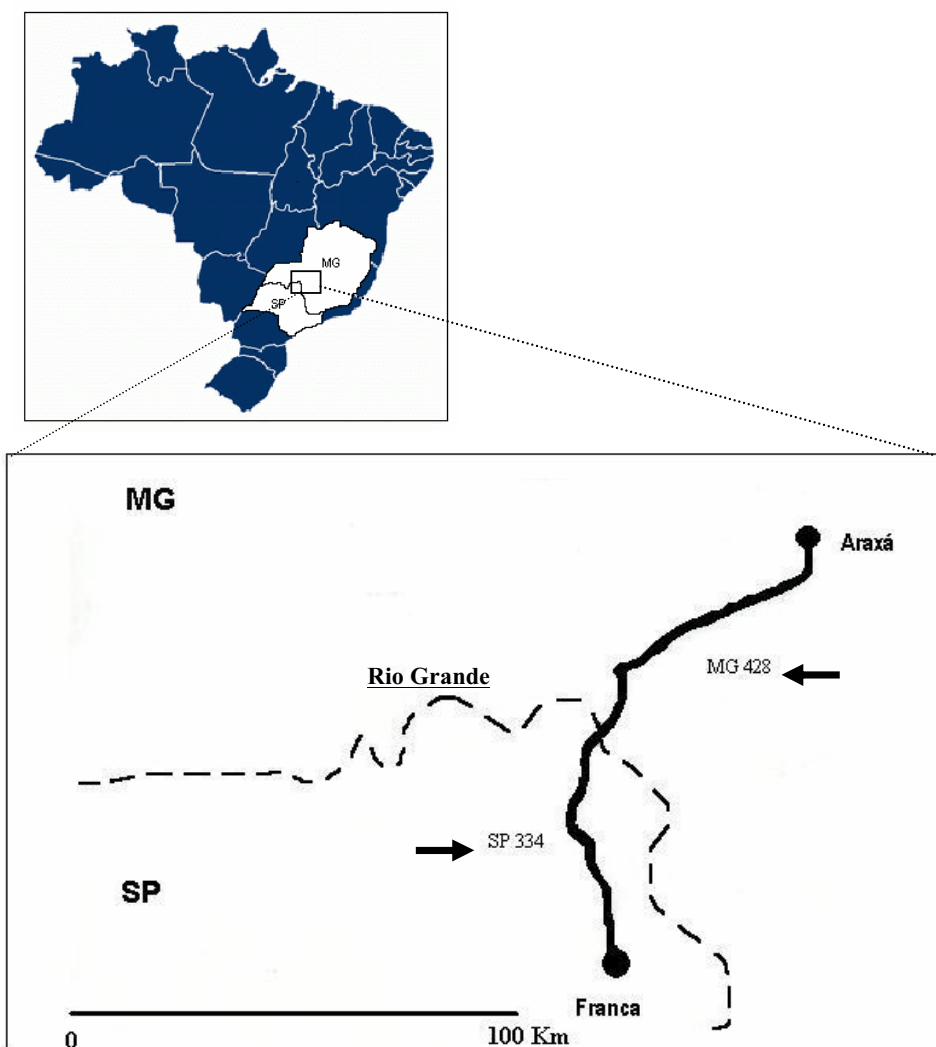 MG
SP
MG
Araxá
MG 428
Rio Grande
SP 334
SP
Franca
0
100 Km